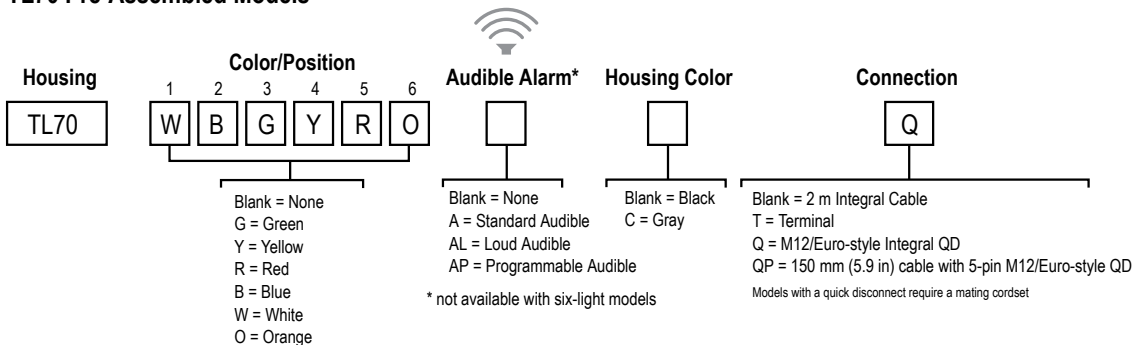 TL70 Pre-Assembled Models
Housing
Color/Position
Audible Alarm*
Housing Color
Connection
1 2 3 4 5 6
TL70
W B G Y R O
Q
Blank = None
G = Green
Y = Yellow
R = Red
B = Blue
W = White
O = Orange
Blank = None
A = Standard Audible
AL = Loud Audible
AP = Programmable Audible
* not available with six-light models
Blank = Black
C = Gray
Blank = 2 m Integral Cable
T = Terminal
Q = M12/Euro-style Integral QD
QP = 150 mm (5.9 in) cable with 5-pin M12/Euro-style QD
Models with a quick disconnect require a mating cordset